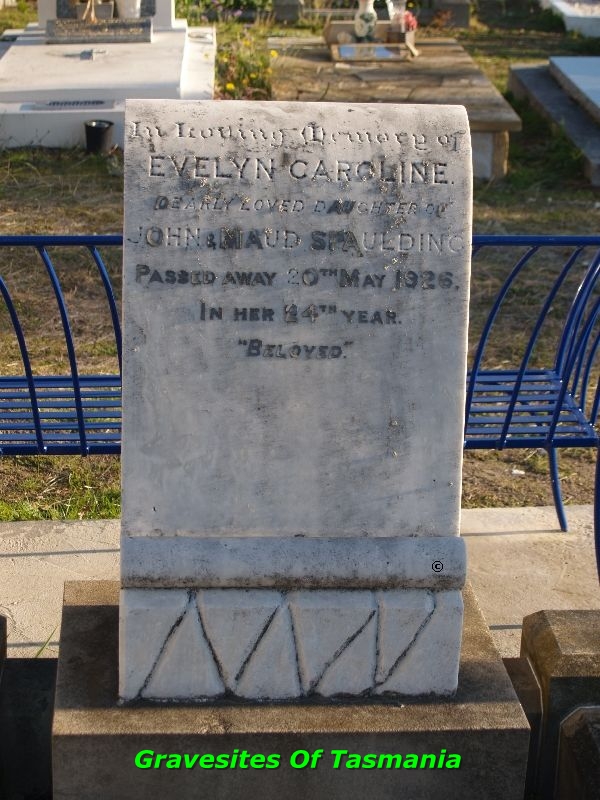 In Loving Memory of
EVELYN CAROLINE.
DEARLY LOVED DAUGHTER OF
JOHN & MAUD SPAULDING
PASSED AWAY 20TH MAY 1926.
IN HER 24TH YEAR.
"BELOVED."
©
Gravesites Of Tasmania